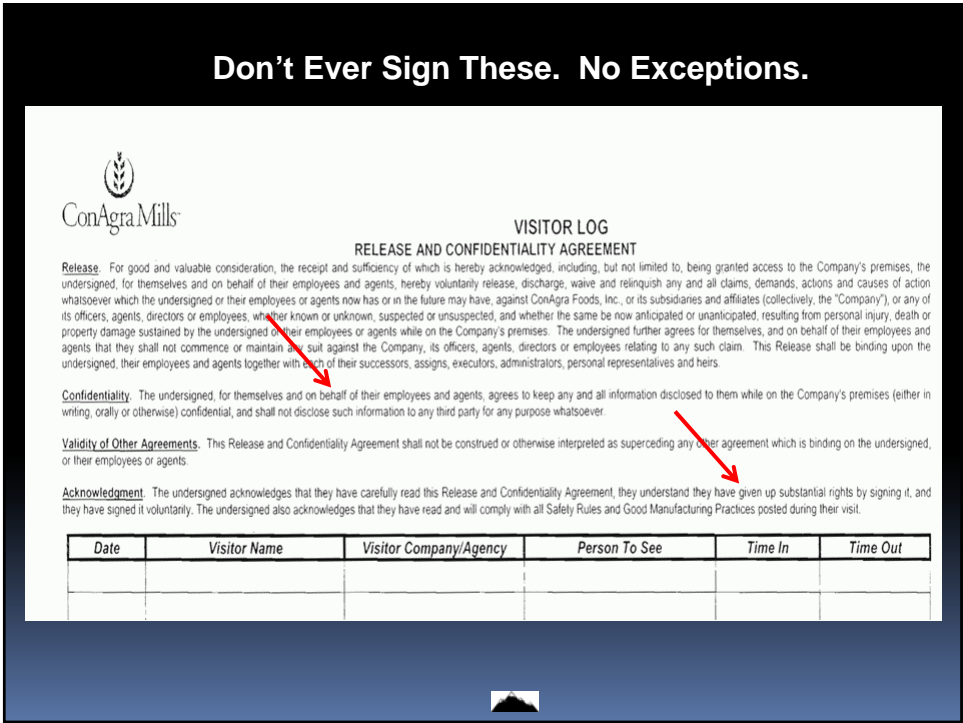 Don’t Ever Sign These.  No Exceptions.
ConAgra Mills
VISITOR LOG
RELEASE AND CONFIDENTIALITY AGREEMENT
Release. For good and valuable consideration, the receipt and sufficiency of which is hereby acknowledged, including, but not limited to, being granted access to the Company's premises, the
undersigned, for themselves and on behalf of their employees and agents, hereby voluntarily release, discharge, waive and relinquish any and all claims, demands, actions and causes of action
whatsoever which the undersigned or their employees or agents now has or in the future may have, against ConAgra Foods, Inc., or its subsidiaries and affiliates (collectively, the "Company"), or any of
its officers, agents, directors or employees, whether known or unknown, suspected or unsuspected, and whether the same be now anticipated or unanticipated, resulting from personal injury, death or
property damage sustained by the undersigned or their employees or agents while on the Company's premises. The undersigned further agrees for themselves, and on behalf of their employees and
agents that they shall not commence or maintain any suit against the Company, its officers, agents, directors or employees relating to any such claim. This Release shall be binding upon the
undersigned, their employees and agents together with each of their successors, assigns, executors, administrators, personal representatives and heirs.
Confidentiality. The undersigned, for themselves and on behalf of their employees and agents, agrees to keep any and all information disclosed to them while on the Company's premises (either in
writing, orally or otherwise) confidential, and shall not disclose such information to any third party for any purpose whatsoever.
Validity of Other Agreements. This Release and Confidentiality Agreement shall not be construed or otherwise interpreted as superceding any other agreement which is binding on the undersigned,
or their employees or agents.
Acknowledgment. The undersigned acknowledges that they have carefully read this Release and Confidentiality Agreement, they understand they have given up substantial rights by signing it, and
they have signed it voluntarily. The undersigned also acknowledges that they have read and will comply with all Safety Rules and Good Manufacturing Practices posted during their visit.
Date Visitor Name Visitor Company/Agency Person To See Time In Time Out